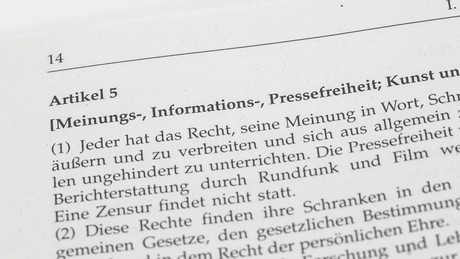 I.
14
Artikel 5
[Meinungs-, Informations-, Pressefreiheit; Kunst un
(1) Jeder hat das Recht, seine Meinung in Wort, Schr
äußern und zu verbreiten und sich aus allgemein z
len ungehindert zu unterrichten. Die Pressefreiheit
Berichterstattung durch Rundfunk und Film we
Eine Zensur findet nicht statt.
(2) Diese Rechte finden ihre Schranken in den
gemeinen Gesetze, den gesetzlichen Bestimmung
in dem Recht der persönlichen Ehre.
Forschung und Leh
zur